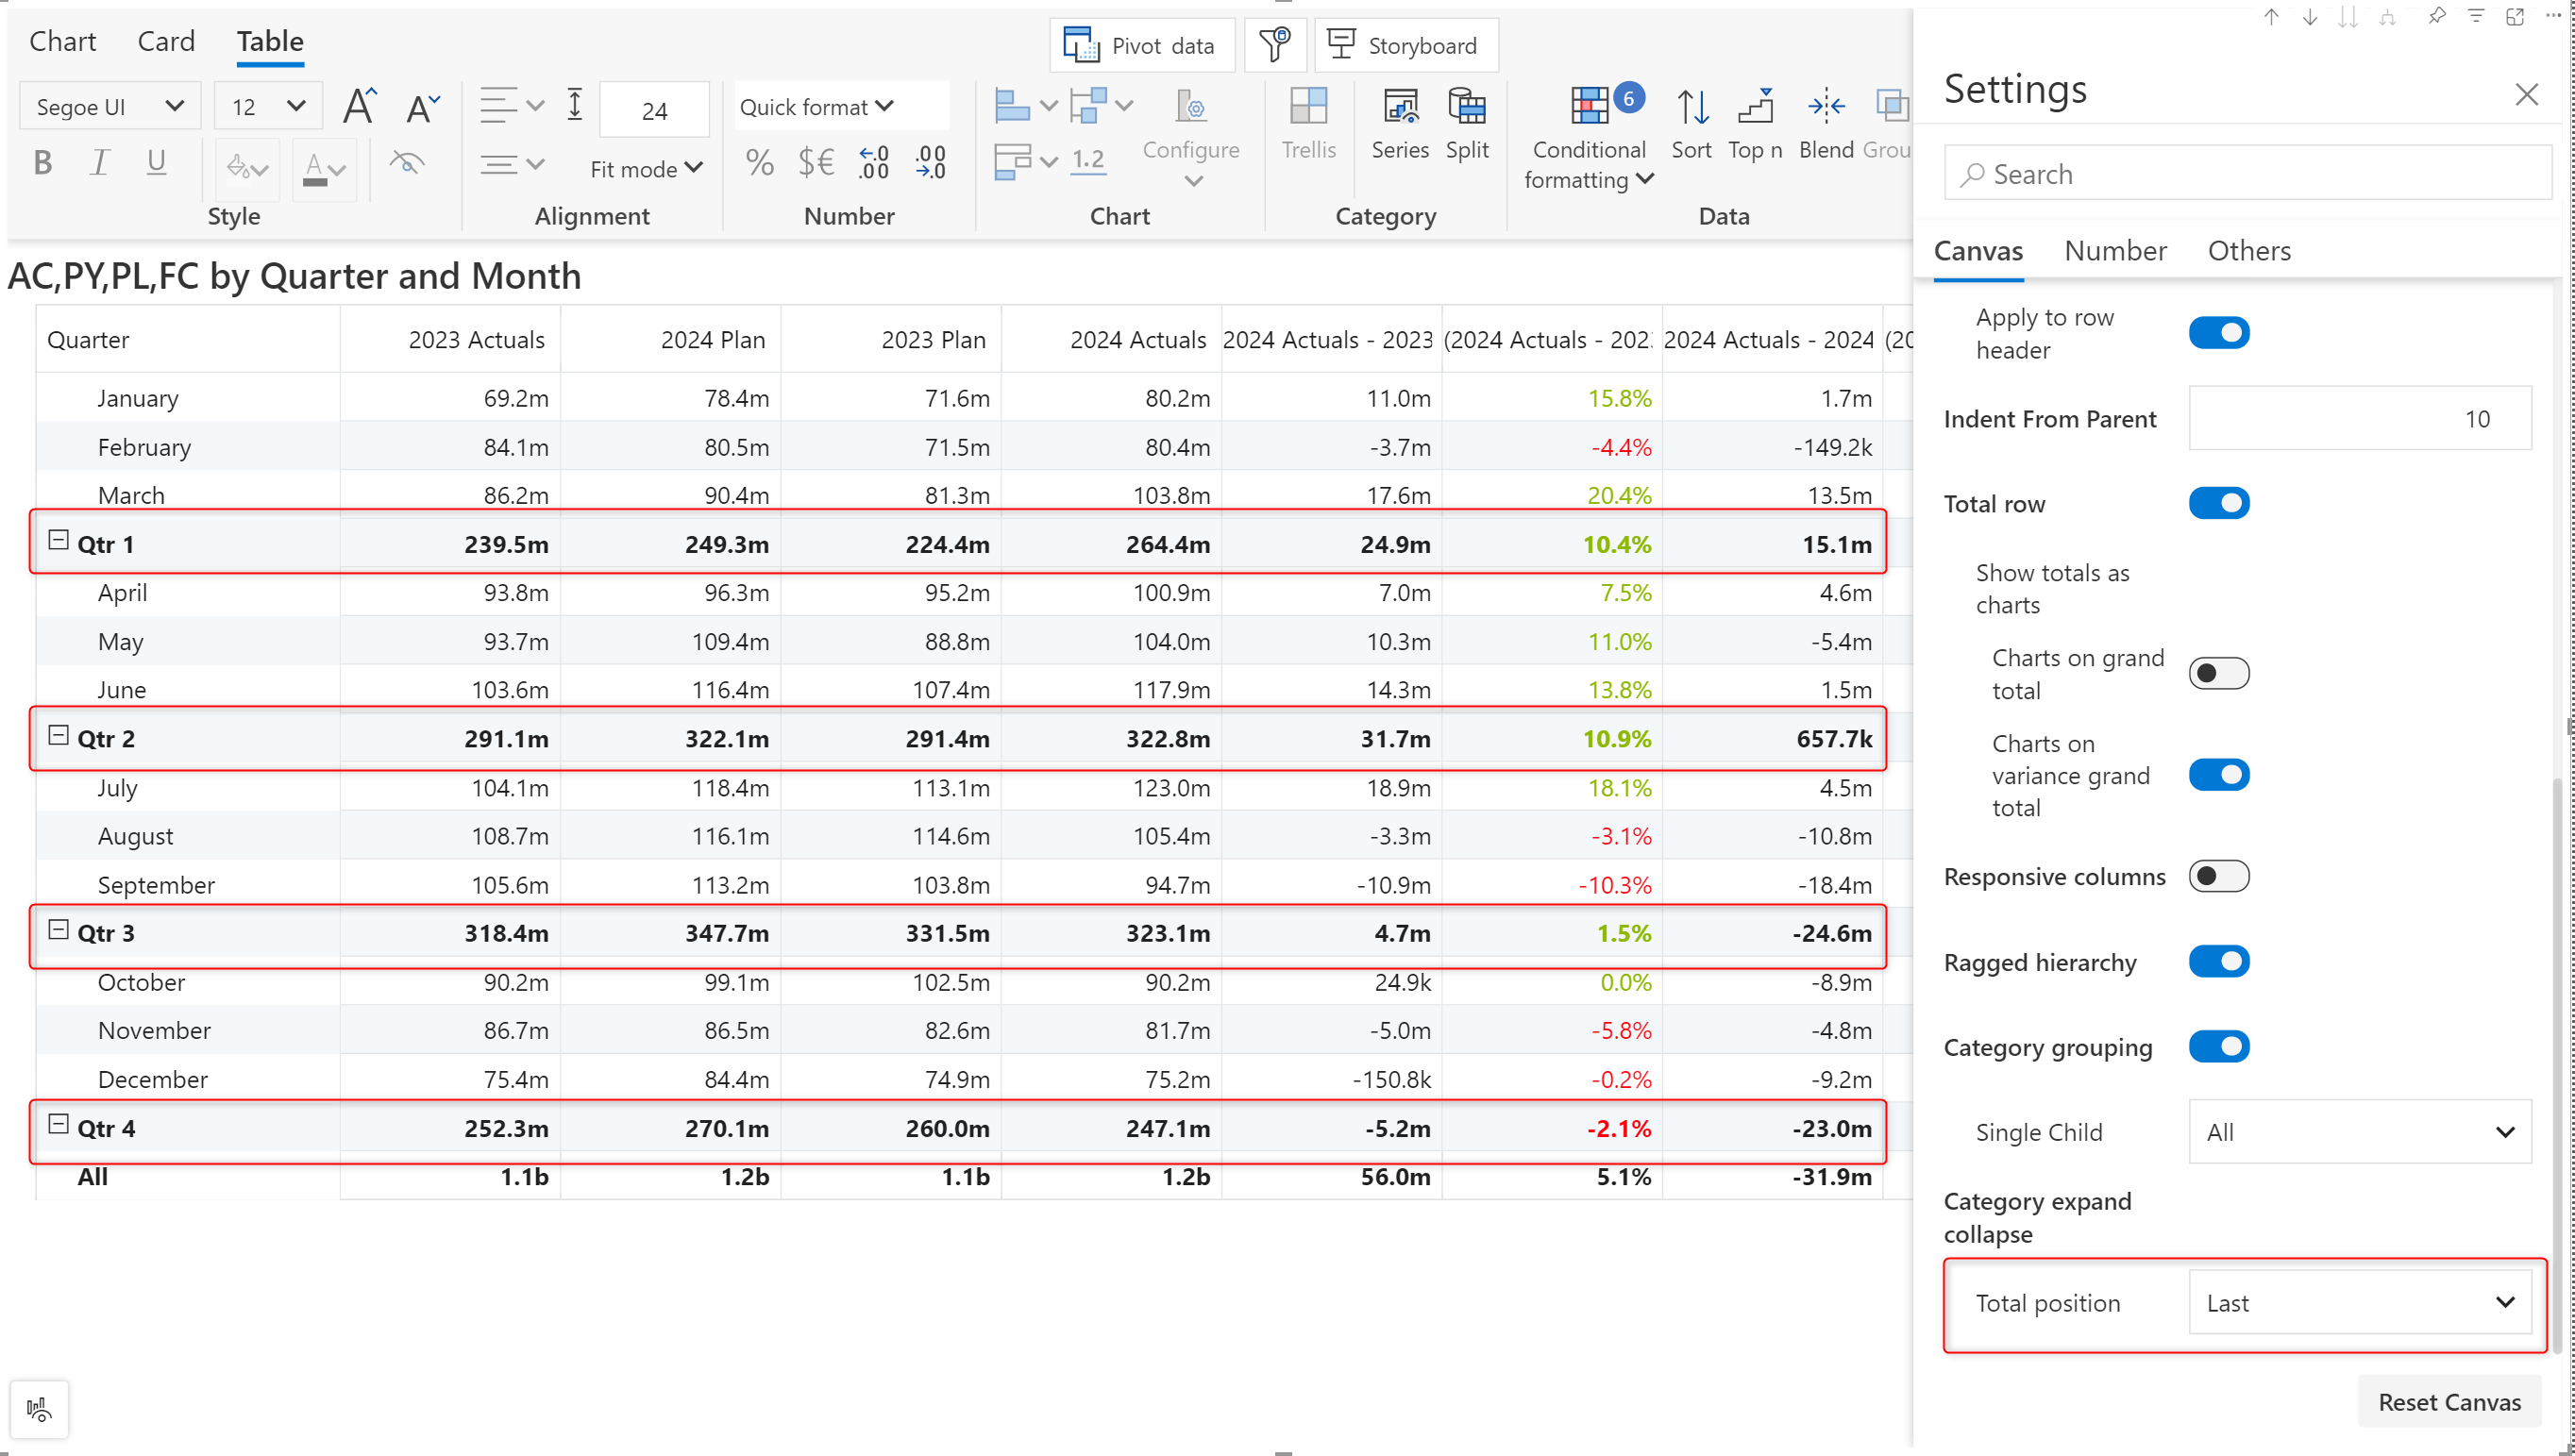 Chart Card Table
Pivot data Storyboard
Segoe UI 12 A A 24 Quick format 6
B I U A Fit mode % $€ .0 .00 .00 .0 1.2 Configure Trellis Series Split Conditional formatting Sort Top n Blend Grou
Style Alignment Number Chart Category Data
AC,PY,PL,FC by Quarter and Month
Quarter 2023 Actuals 2024 Plan 2023 Plan 2024 Actuals 2024 Actuals - 2023 (2024 Actuals - 202 2024 Actuals - 2024 (20
January 69.2m 78.4m 71.6m 80.2m 11.0m 15.8% 1.7m
February 84.1m 80.5m 71.5m 80.4m -3.7m -4.4% -149.2k
March 86.2m 90.4m 81.3m 103.8m 17.6m 20.4% 13.5m
Qtr 1 239.5m 249.3m 224.4m 264.4m 24.9m 10.4% 15.1m
April 93.8m 96.3m 95.2m 100.9m 7.0m 7.5% 4.6m
May 93.7m 109.4m 88.8m 104.0m 10.3m 11.0% -5.4m
June 103.6m 116.4m 107.4m 117.9m 14.3m 13.8% 1.5m
Qtr 2 291.1m 322.1m 291.4m 322.8m 31.7m 10.9% 657.7k
July 104.1m 118.4m 113.1m 123.0m 18.9m 18.1% 4.5m
August 108.7m 116.1m 114.6m 105.4m -3.3m -3.1% -10.8m
September 105.6m 113.2m 103.8m 94.7m -10.9m -10.3% -18.4m
Qtr 3 318.4m 347.7m 331.5m 323.1m 4.7m 1.5% -24.6m
October 90.2m 99.1m 102.5m 90.2m 24.9k 0.0% -8.9m
November 86.7m 86.5m 82.6m 81.7m -5.0m -5.8% -4.8m
December 75.4m 84.4m 74.9m 75.2m -150.8k -0.2% -9.2m
Qtr 4 252.3m 270.1m 260.0m 247.1m -5.2m -2.1% -23.0m
All 1.1b 1.2b 1.1b 1.2b 56.0m 5.1% -31.9m
Settings
Search
Canvas Number Others
Apply to row
header
Indent From Parent 10
Total row
Show totals as
charts
Charts on grand
total
Charts on
variance grand
total
Responsive columns
Ragged hierarchy
Category grouping
Single Child All
Category expand
collapse
Total position Last
Reset Canvas